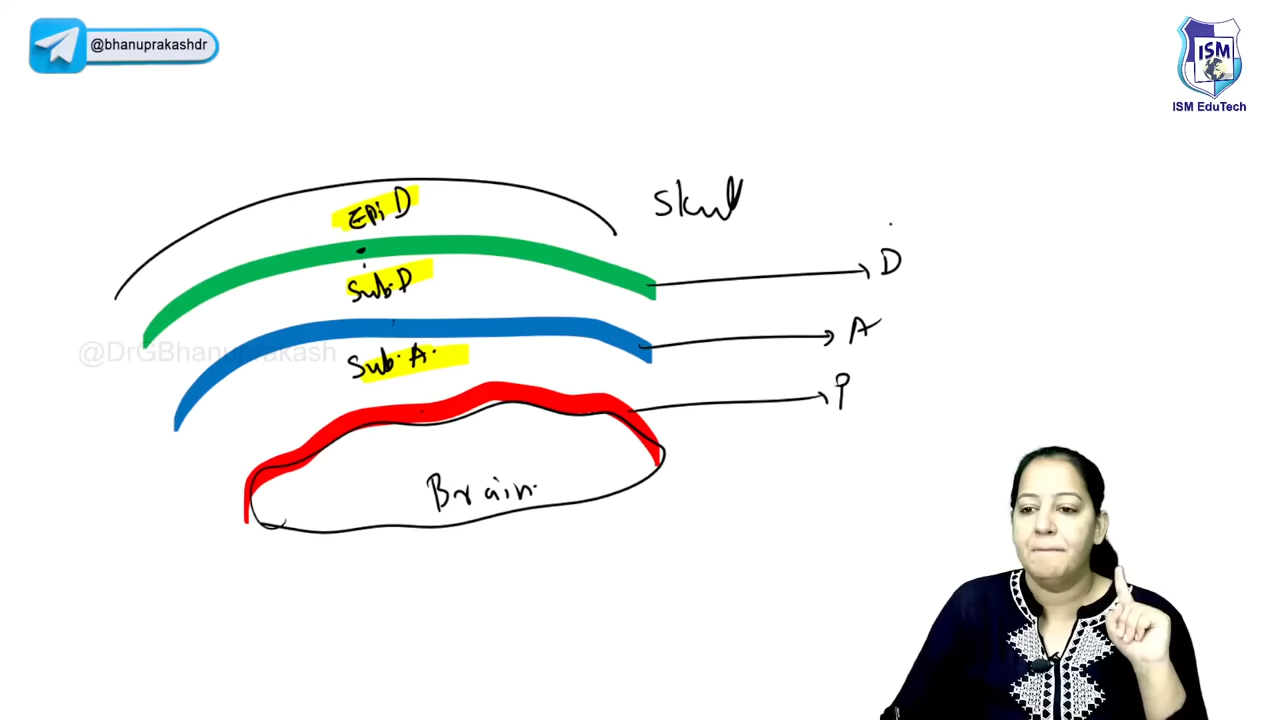 @bhanuprakashdr
ISM
ISM EduTech
Skull
Epi D
D
Sub.D
A
@DrGBhanuprakash
Sub. A.
P
Brain.